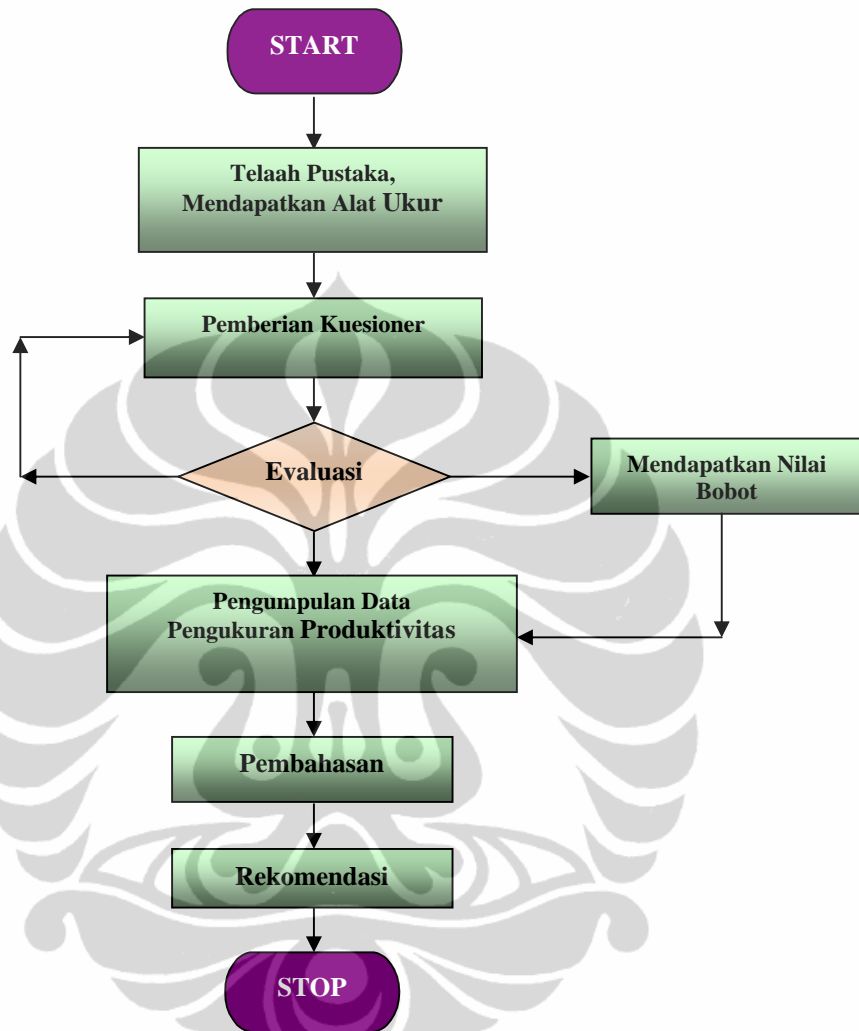 START
Telaah Pustaka,
Mendapatkan Alat Ukur
Pemberian Kuesioner
Evaluasi
Mendapatkan Nilai
Bobot
Pengumpulan Data
Pengukuran Produktivitas
Pembahasan
Rekomendasi
STOP